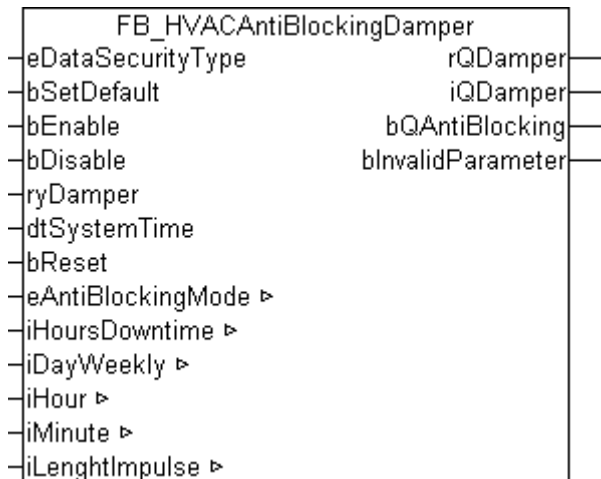 FB_HVACAntiBlockingDamper
eDataSecurityType rQDamper
bSetDefault iQDamper
bEnable bQAntiBlocking
bDisable bInvalidParameter
ryDamper
dtSystemTime
bReset
eAntiBlockingMode ▷
iHoursDowntime ▷
iDayWeekly ▷
iHour ▷
iMinute ▷
iLenghtImpulse ▷